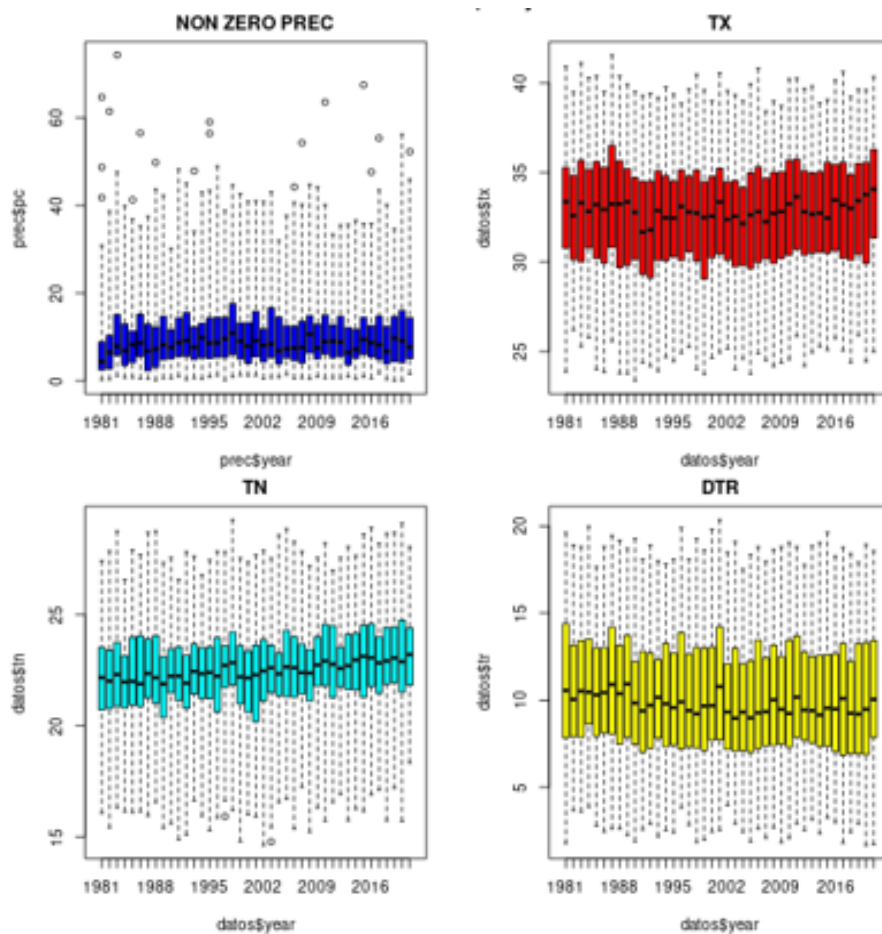 NON ZERO PREC
prec$pc
0 20 40 60
1981 1988 1995 2002 2009 2016
prec$year
TX
datos$tx
25 30 35 40
1981 1988 1995 2002 2009 2016
datos$year
TN
datos$tn
15 20 25
1981 1988 1995 2002 2009 2016
datos$year
DTR
datos$tr
5 10 15 20
1981 1988 1995 2002 2009 2016
datos$year